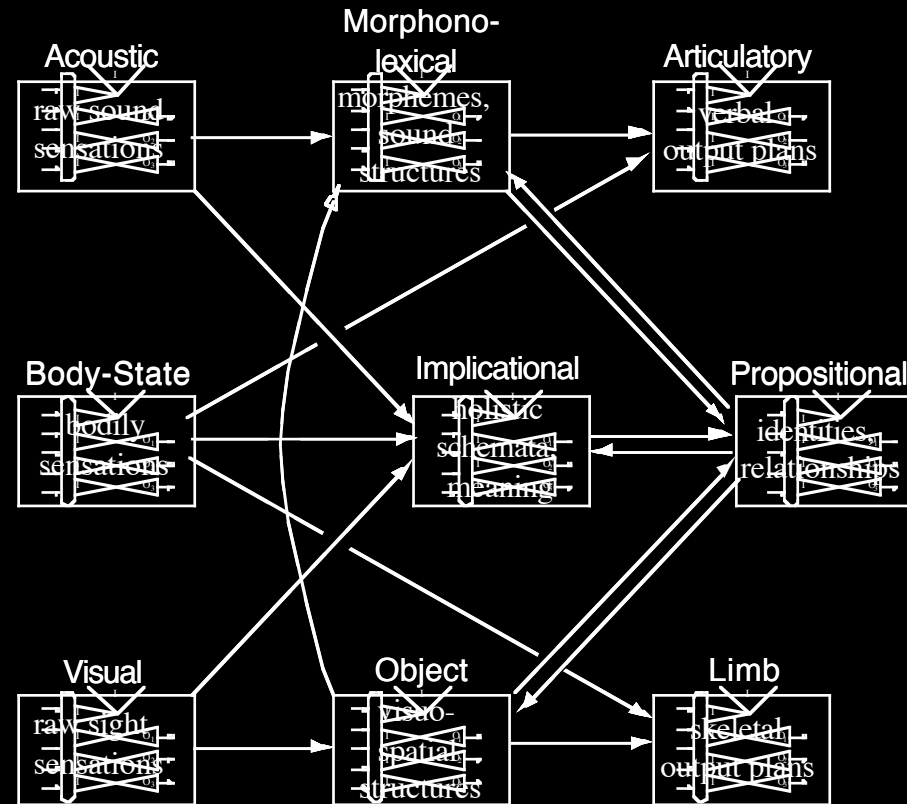 Acoustic
raw sound
sensations
Morphono-
lexical
morphemes,
sound
structures
Articulatory
verbal
output plans
Body-State
bodily
sensations
Implicational
holistic
schemata
meaning
Propositional
identities,
relationships
Visual
raw sight
sensations
Object
visuo-
spatial
structures
Limb
skeletal
output plans